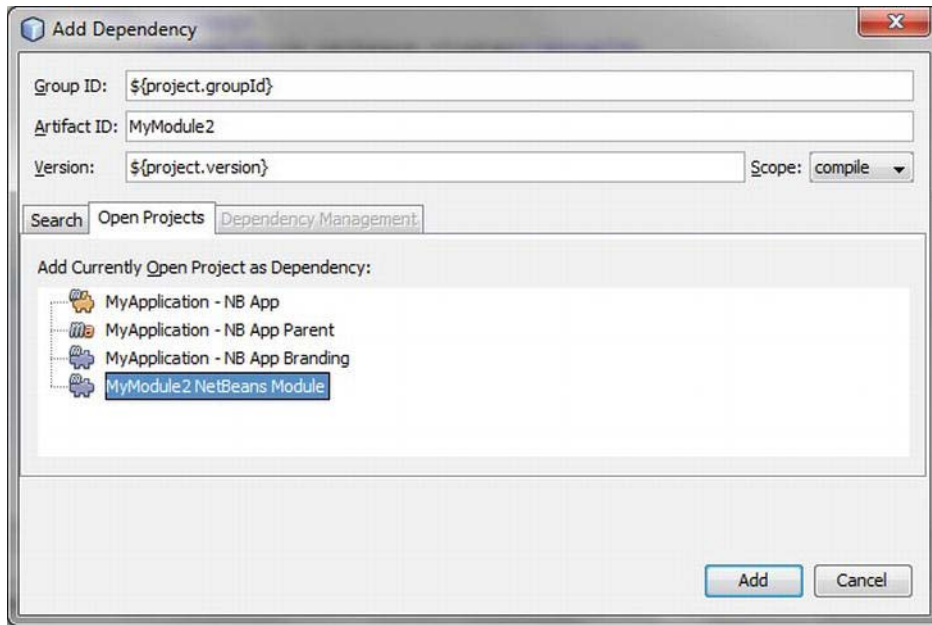 Add Dependency
Group ID: ${project.groupId}
Artifact ID: MyModule2
Version: ${project.version} Scope: compile
Search Open Projects Dependency Management
Add Currently Open Project as Dependency:
MyApplication - NB App
MyApplication - NB App Parent
MyApplication - NB App Branding
MyModule2 NetBeans Module
Add Cancel